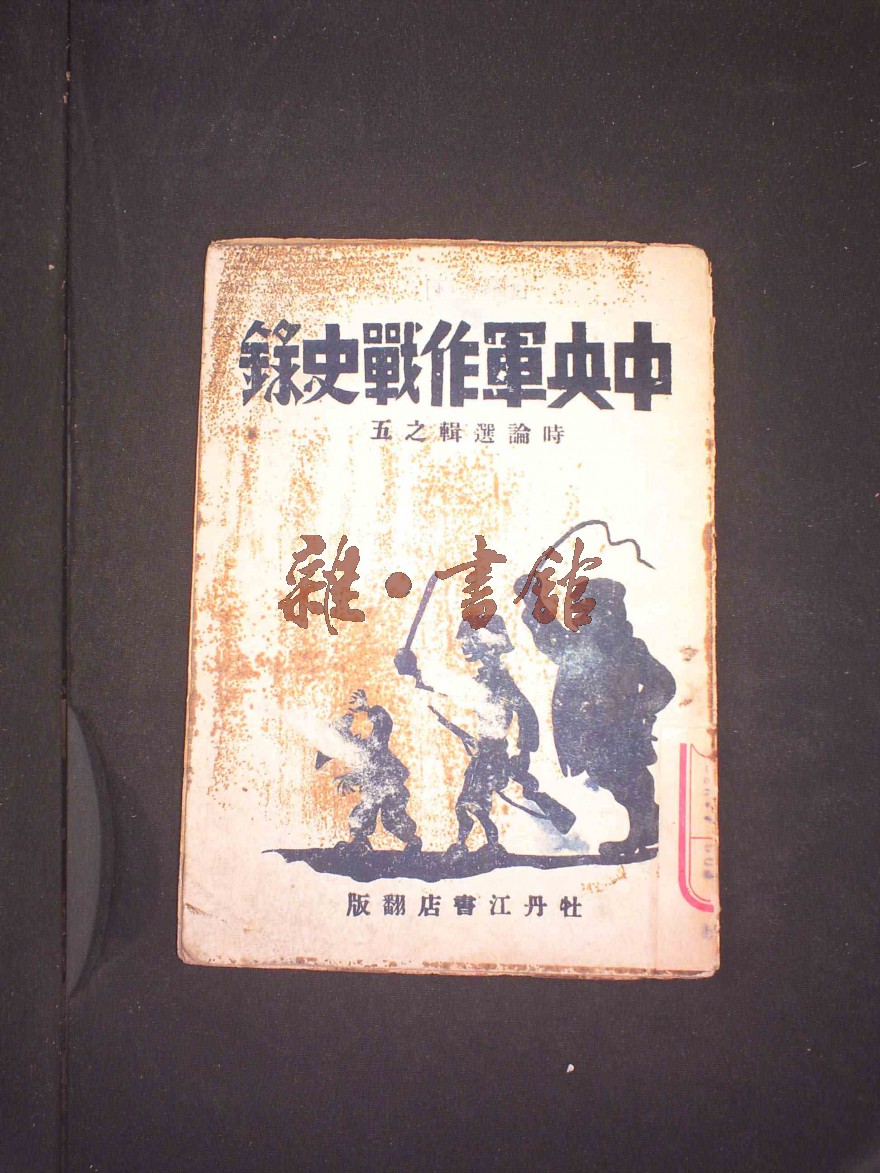 中央軍作戰史錄
時論選輯之五
雜·書館
牡丹江書店翻版